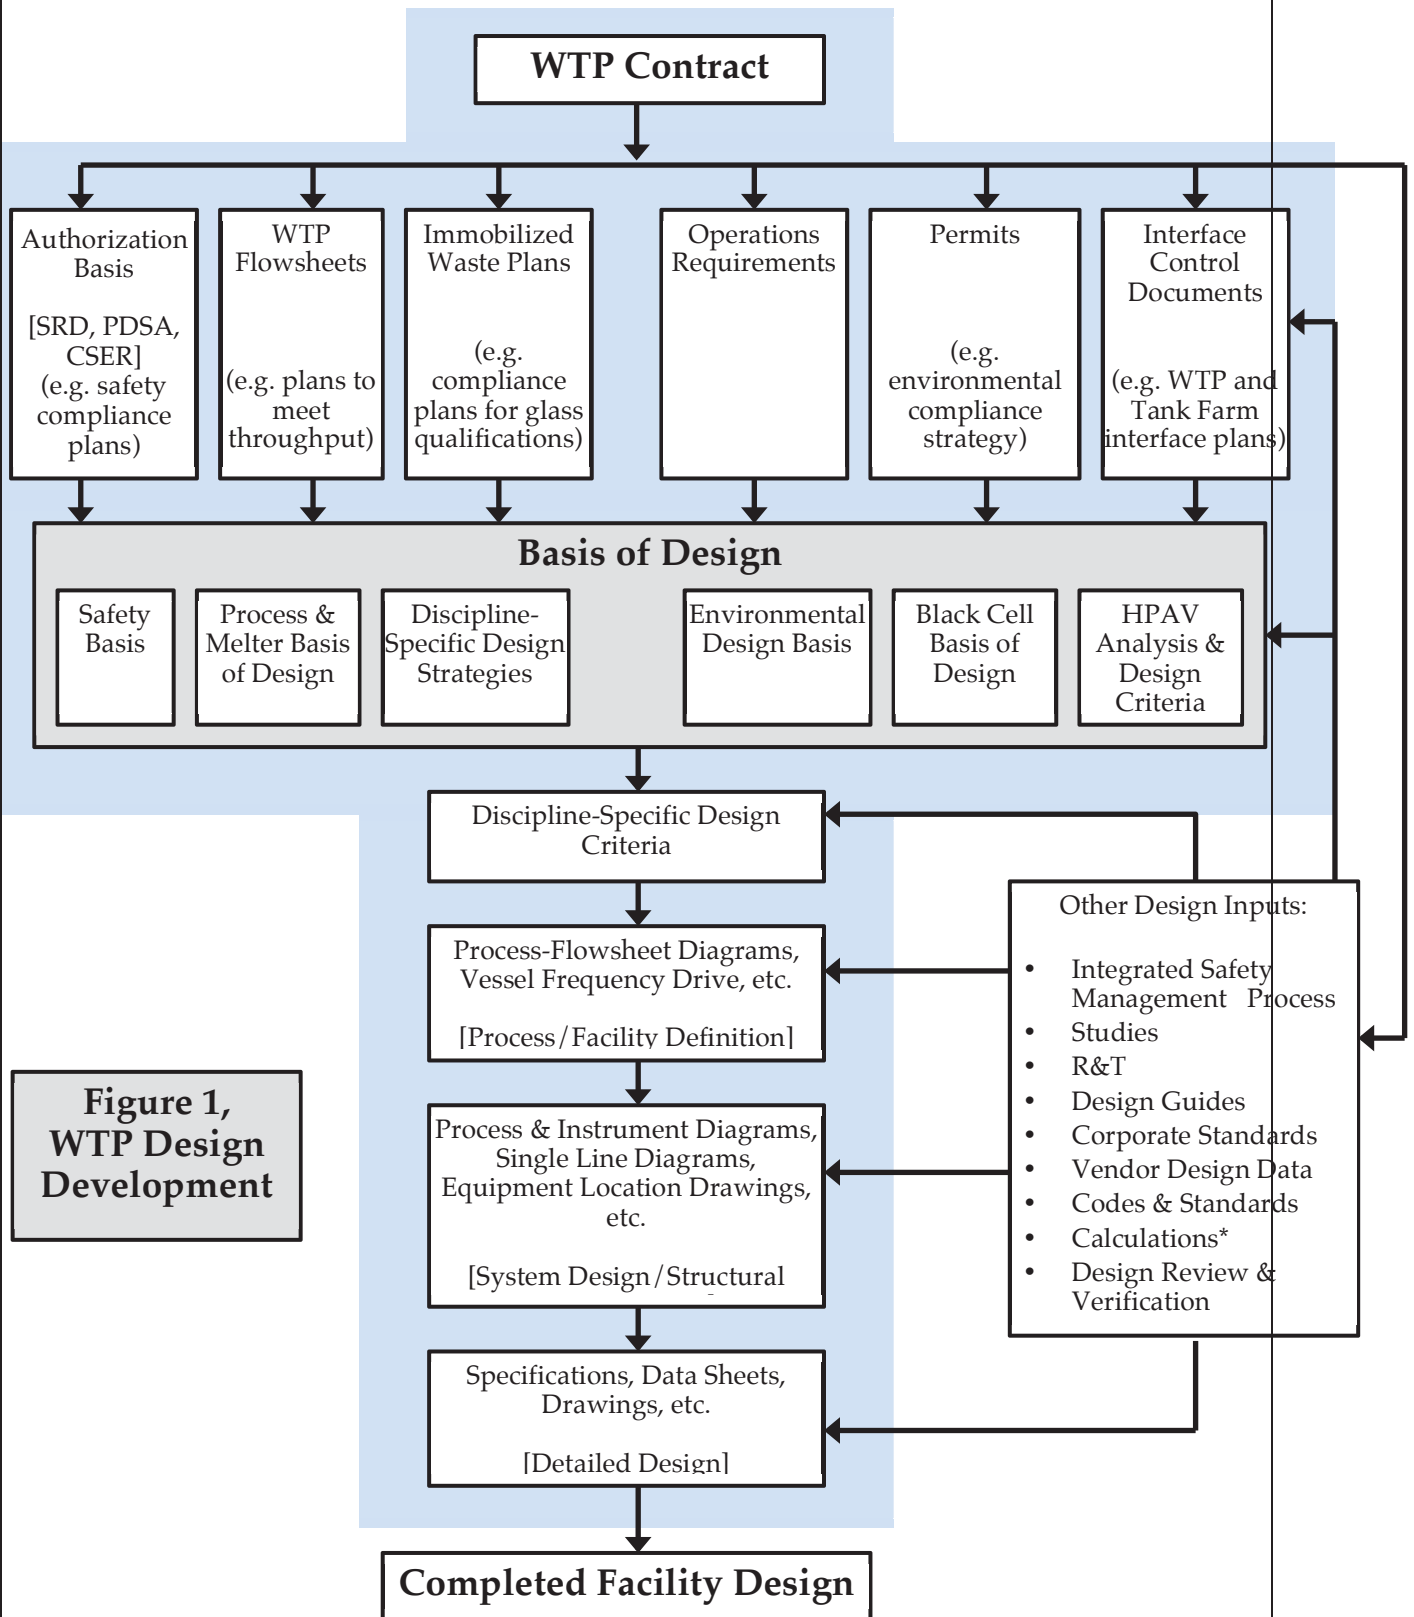 WTP Contract
Authorization
Basis
[SRD, PDSA,
CSER]
(e.g. safety
compliance
plans)
WTP
Flowsheets
(e.g. plans to
meet
throughput)
Immobilized
Waste Plans
(e.g.
compliance
plans for glass
qualifications)
Operations
Requirements
Permits
(e.g.
environmental
compliance
strategy)
Interface
Control
Documents
(e.g. WTP and
Tank Farm
interface plans)
Basis of Design
Safety
Basis
Process &
Melter Basis
of Design
Discipline-
Specific Design
Strategies
Environmental
Design Basis
Black Cell
Basis of
Design
HPAV
Analysis &
Design
Criteria
Discipline-Specific Design
Criteria
Process-Flowsheet Diagrams,
Vessel Frequency Drive, etc.
[Process/Facility Definition]
Process & Instrument Diagrams,
Single Line Diagrams,
Equipment Location Drawings,
etc.
[System Design/Structural
Specifications, Data Sheets,
Drawings, etc.
[Detailed Design]
Completed Facility Design
Other Design Inputs:
• Integrated Safety
Management Process
• Studies
• R&T
• Design Guides
• Corporate Standards
• Vendor Design Data
• Codes & Standards
• Calculations*
• Design Review &
Verification
Figure 1,
WTP Design
Development